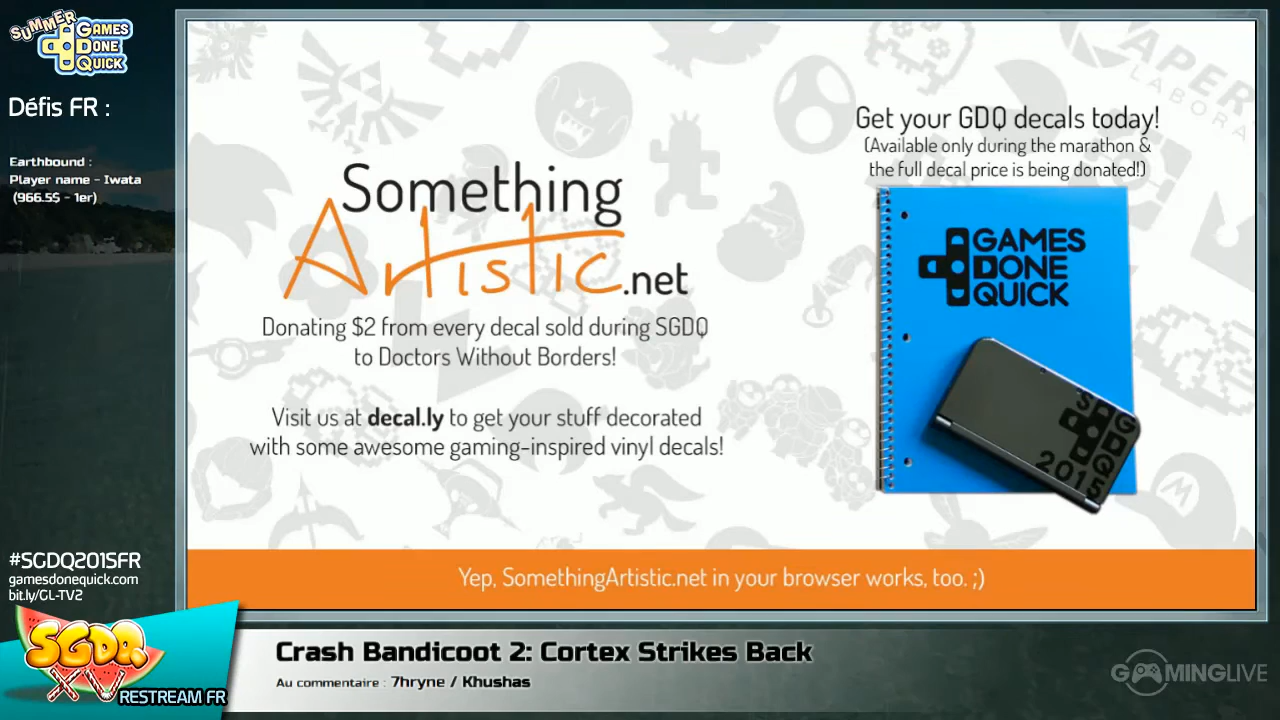 SUMMER
GAMES
DONE
QUICK
Défis FR :
Earthbound :
Player name - Iwata
(966.5$ - 1er)
#SGDQ2015FR
gamesdonequick.com
bit.ly/GL-TV2
SGDQ
XV
RESTREAM FR
Something
Artistic.net
Donating $2 from every decal sold during SGDQ
to Doctors Without Borders!
Visit us at decal.ly to get your stuff decorated
with some awesome gaming-inspired vinyl decals!
Get your GDQ decals today!
(Available only during the marathon &
the full decal price is being donated!!)
GAMES
DONE
QUICK
SGDQ
2015
Yep, SomethingArtistic.net in your browser works, too. ;)
Crash Bandicoot 2: Cortex Strikes Back
Au commentaire : 7hryne / Khushas
GAMINGLIVE